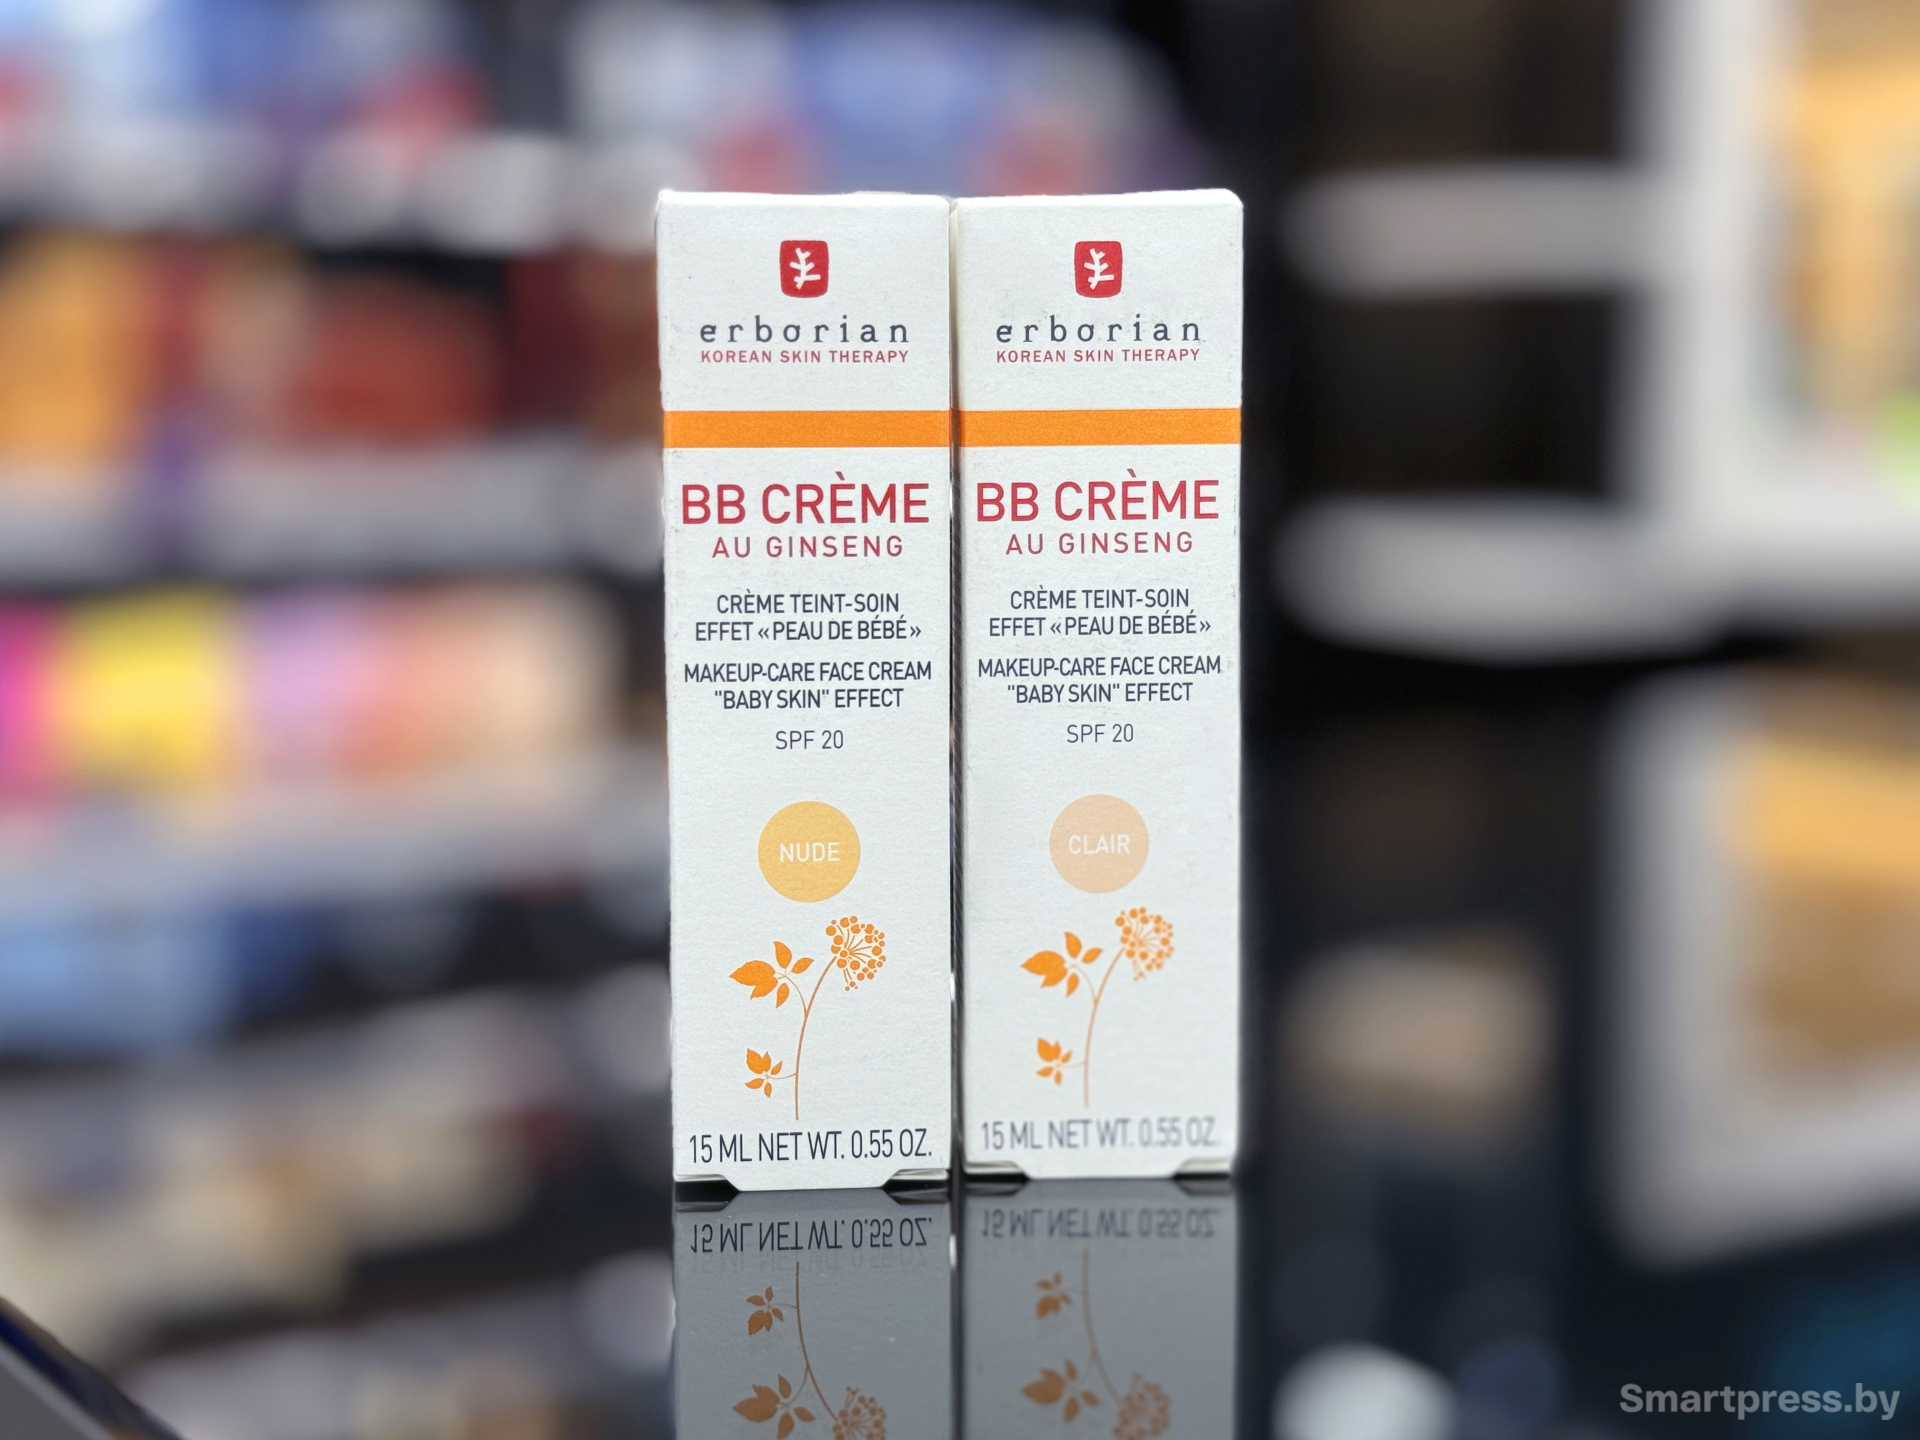 erborian
KOREAN SKIN THERAPY
BB CRÈME
AU GINSENG
CRÈME TEINT-SOIN
EFFET «PEAU DE BÉBÉ»
MAKEUP-CARE FACE CREAM
"BABY SKIN" EFFECT
SPF 20
NUDE
15 ML NET WT. 0.55 OZ.
erborian
KOREAN SKIN THERAPY
BB CRÈME
AU GINSENG
CRÈME TEINT-SOIN
EFFET «PEAU DE BÉBÉ»
MAKEUP-CARE FACE CREAM
"BABY SKIN" EFFECT
SPF 20
CLAIR
15 ML NET WT. 0.55 OZ.
Smartpress.by